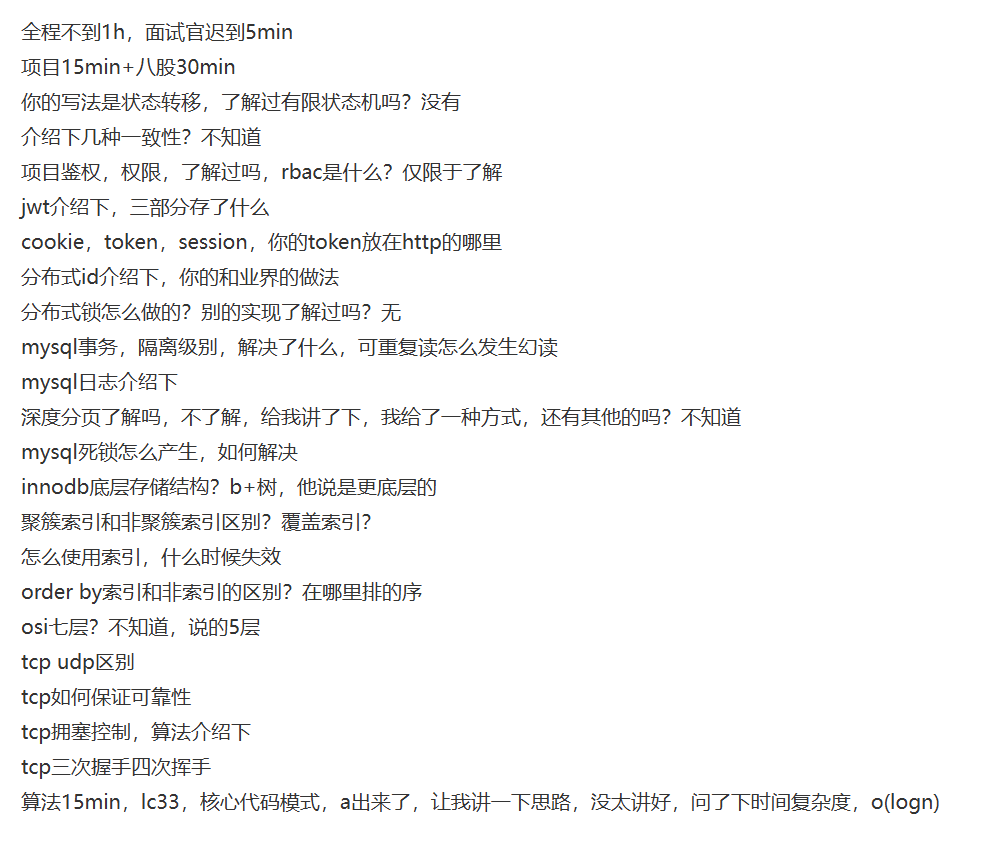 全程不到1h，面试官迟到5min
项目15min+八股30min
你的写法是状态转移，了解过有限状态机吗？没有
介绍下几种一致性？不知道
项目鉴权，权限，了解过吗，rbac是什么？仅限于了解
jwt介绍下，三部分存了什么
cookie，token，session，你的token放在http的哪里
分布式id介绍下，你的和业界的做法
分布式锁怎么做的？别的实现了解过吗？无
mysql事务，隔离级别，解决了什么，可重复读怎么发生幻读
mysql日志介绍下
深度分页了解吗，不了解，给我讲了下，我给了一种方式，还有其他的吗？不知道
mysql死锁怎么产生，如何解决
innodb底层存储结构？b+树，他说是更底层的
聚簇索引和非聚簇索引区别？覆盖索引？
怎么使用索引，什么时候失效
order by索引和非索引的区别？在哪里排的序
osi七层？不知道，说的5层
tcp udp区别
tcp如何保证可靠性
tcp拥塞控制，算法介绍下
tcp三次握手四次挥手
算法15min，lc33，核心代码模式，a出来了，让我讲一下思路，没太讲好，问了下时间复杂度，o(logn)